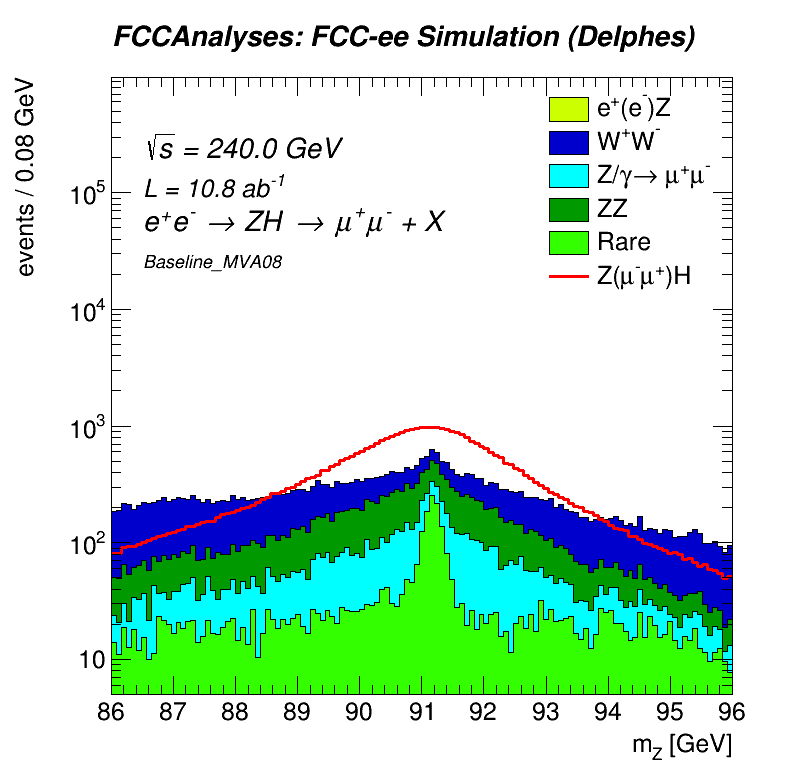 FCCAnalyses: FCC-ee Simulation (Delphes)
events / 0.08 GeV
√s = 240.0 GeV
L = 10.8 ab⁻¹
e⁺e⁻ → ZH → μ⁺μ⁻ + X
Baseline_MVA08
e⁺(e⁻)Z
W⁺W⁻
Z/γ→ μ⁺μ⁻
ZZ
Rare
Z(μ⁻μ⁺)H
10⁵
10⁴
10³
10²
10
86 87 88 89 90 91 92 93 94 95 96
m_Z [GeV]